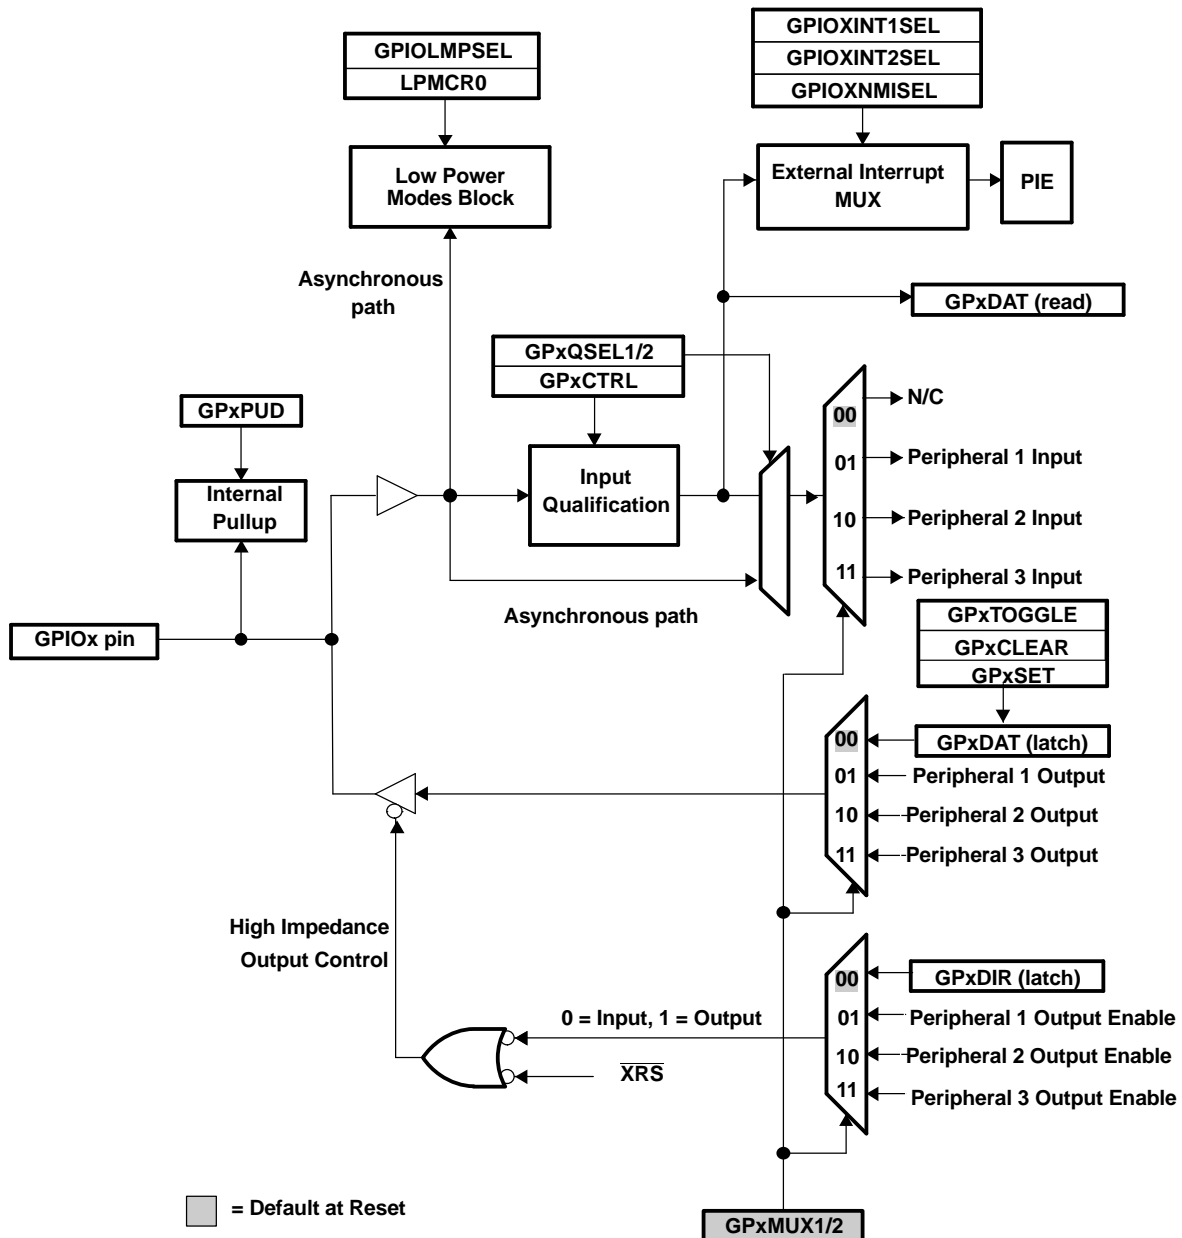 GPIOXINT1SEL
GPIOXINT2SEL
GPIOXNMISEL
GPIOLMPSEL
LPMCR0
Low Power
Modes Block
External Interrupt
MUX
PIE
Asynchronous
path
GPxDAT (read)
GPxQSEL1/2
GPxCTRL
GPxPUD
Internal
Pullup
Input
Qualification
00
01
10
11
N/C
Peripheral 1 Input
Peripheral 2 Input
Peripheral 3 Input
Asynchronous path
GPIOx pin
GPxTOGGLE
GPxCLEAR
GPxSET
00
01
10
11
GPxDAT (latch)
Peripheral 1 Output
Peripheral 2 Output
Peripheral 3 Output
High Impedance
Output Control
00
01
10
11
GPxDIR (latch)
Peripheral 1 Output Enable
Peripheral 2 Output Enable
Peripheral 3 Output Enable
0 = Input, 1 = Output
XRS
= Default at Reset
GPxMUX1/2